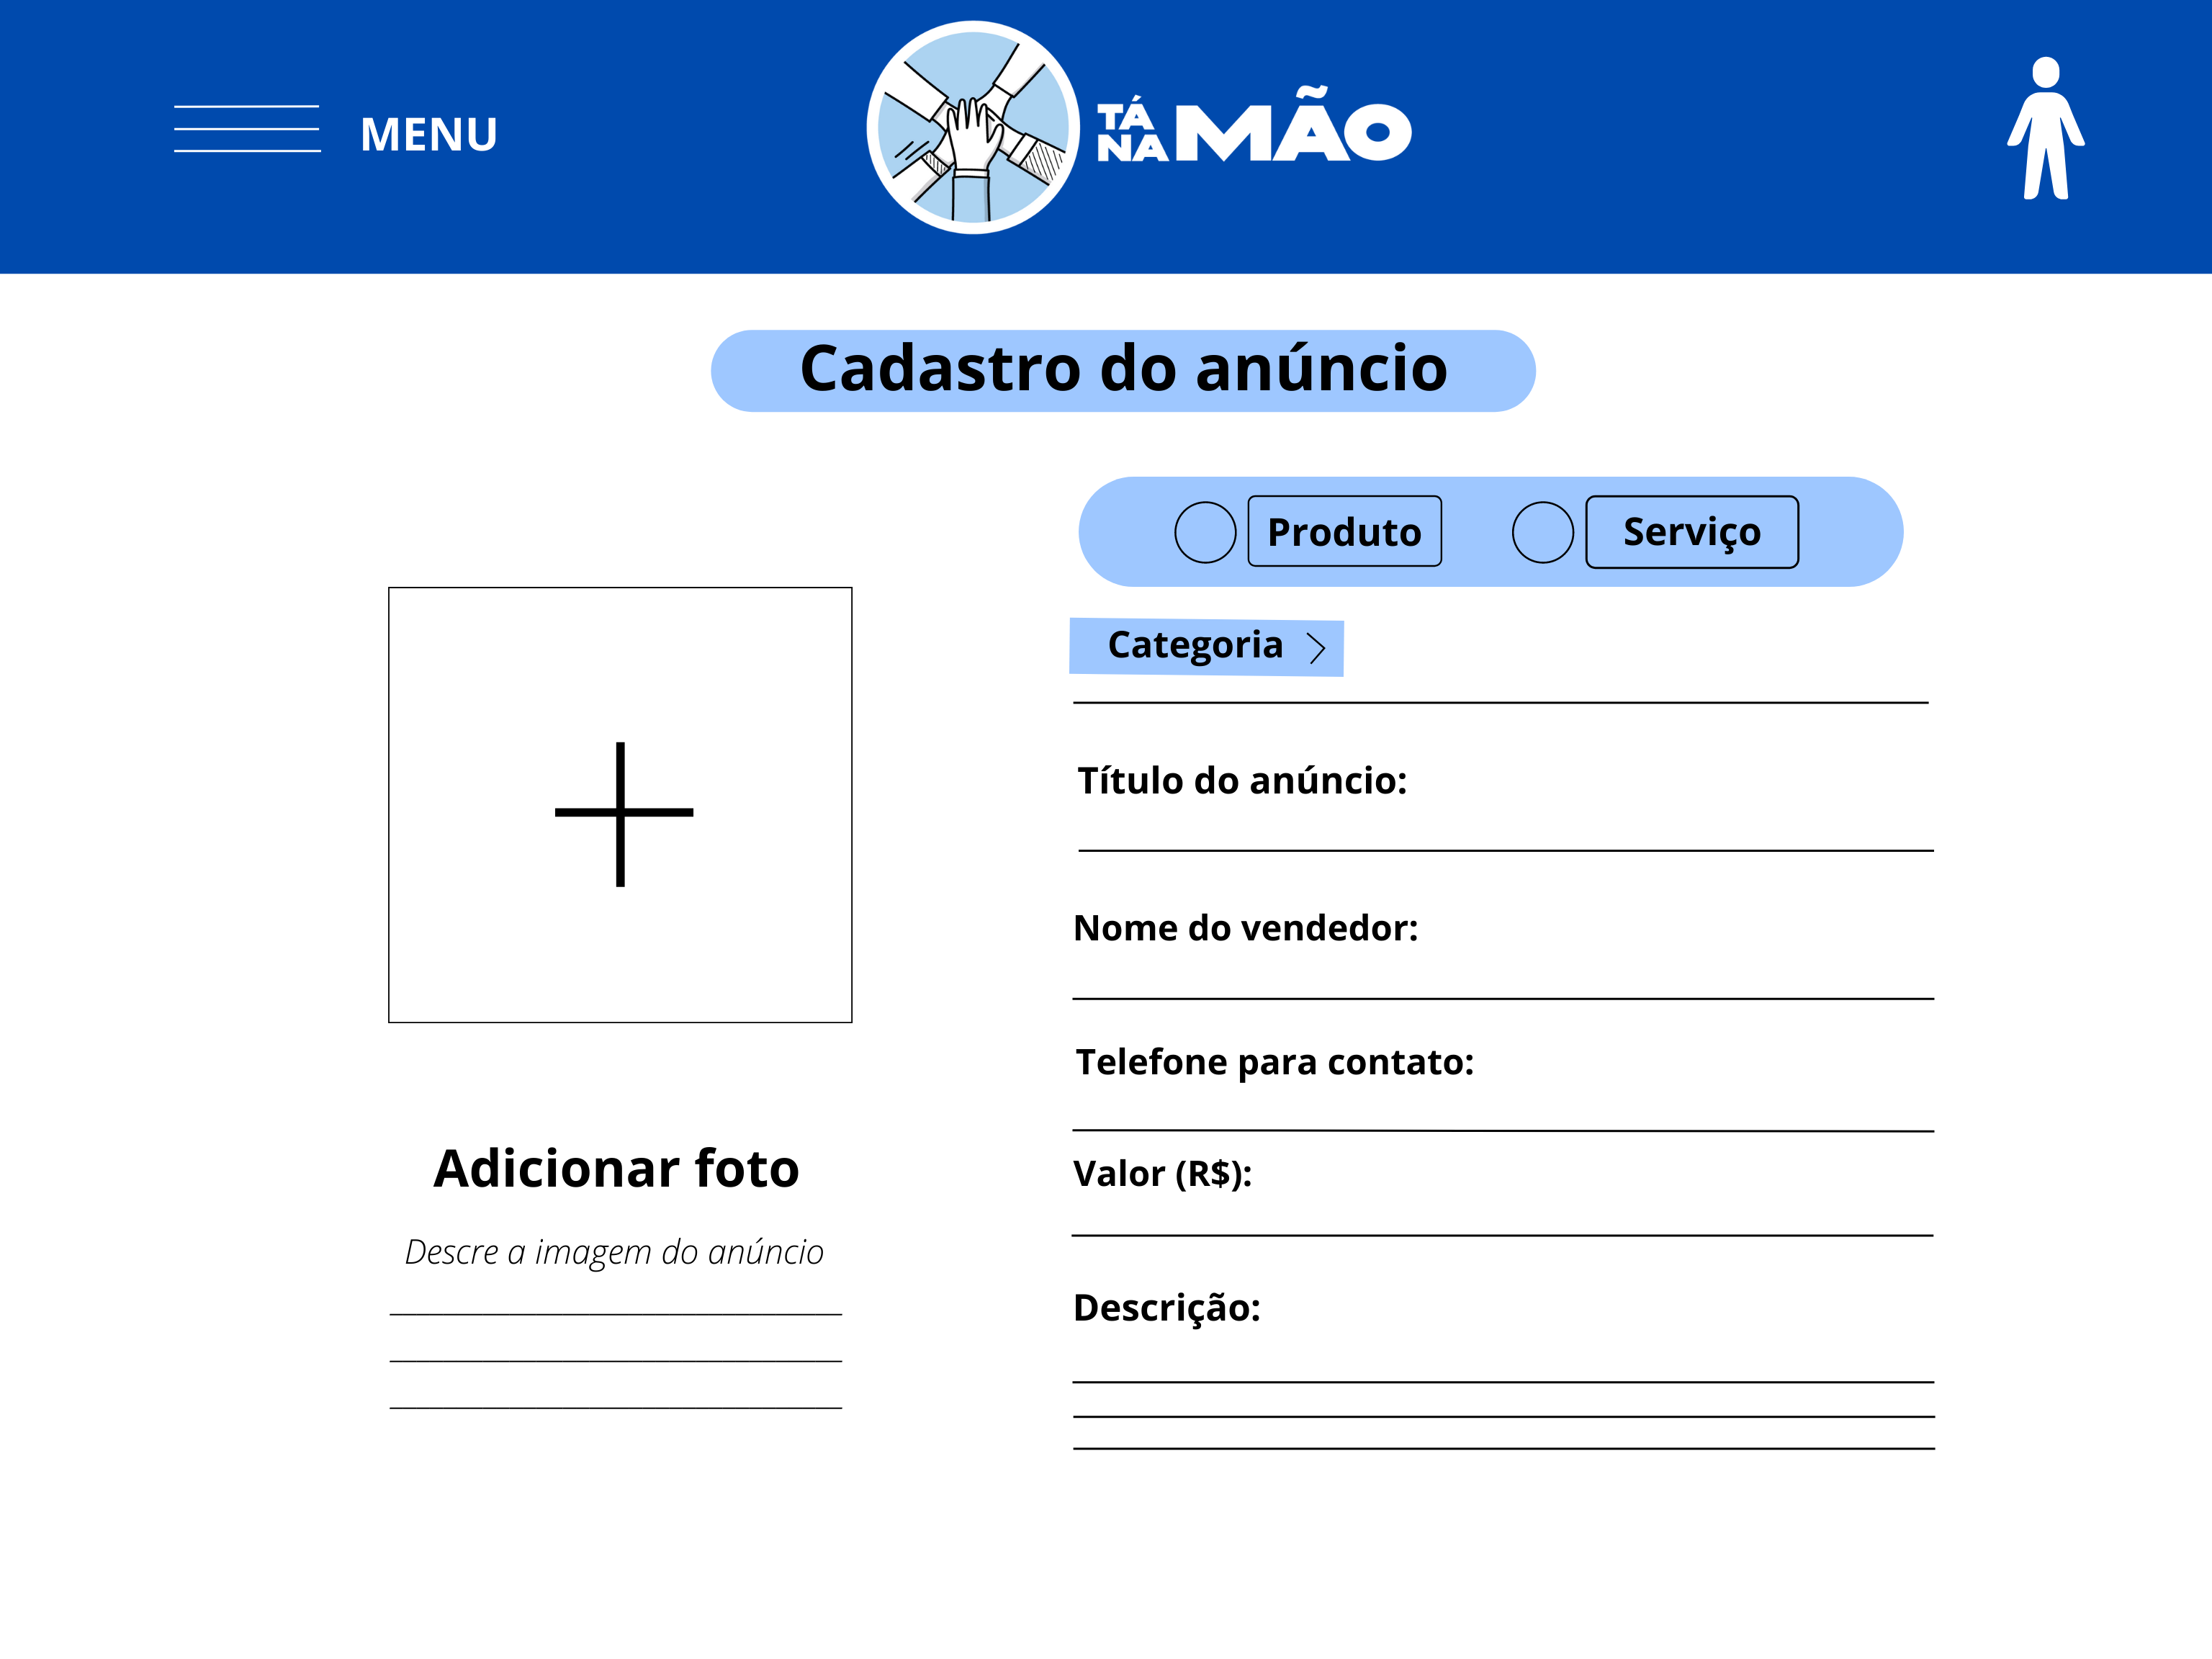 MENU
TÁ
NA MÃO
Cadastro do anúncio
Produto
Serviço
Categoria
Título do anúncio:
Nome do vendedor:
Telefone para contato:
Valor (R$):
Descrição:
Adicionar foto
Descre a imagem do anúncio